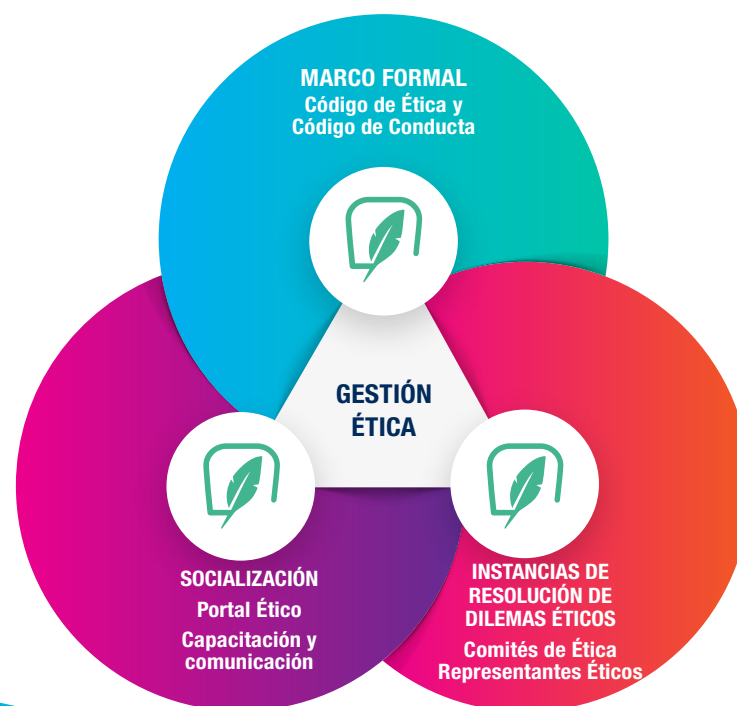 MARCO FORMAL
Código de Ética y
Código de Conducta
GESTIÓN
ÉTICA
SOCIALIZACIÓN
Portal Ético
Capacitación y
comunicación
INSTANCIAS DE
RESOLUCIÓN DE
DILEMAS ÉTICOS
Comités de Ética
Representantes Éticos